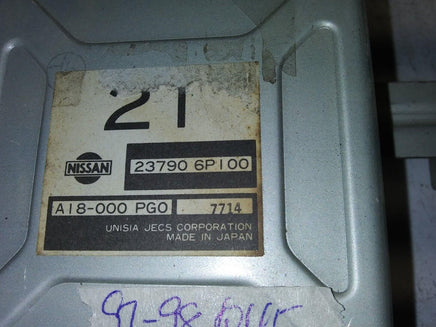 21
NISSAN
23790 6P100
A18-000 PG0 7714
UNISIA JECS CORPORATION
MADE IN JAPAN
97-98